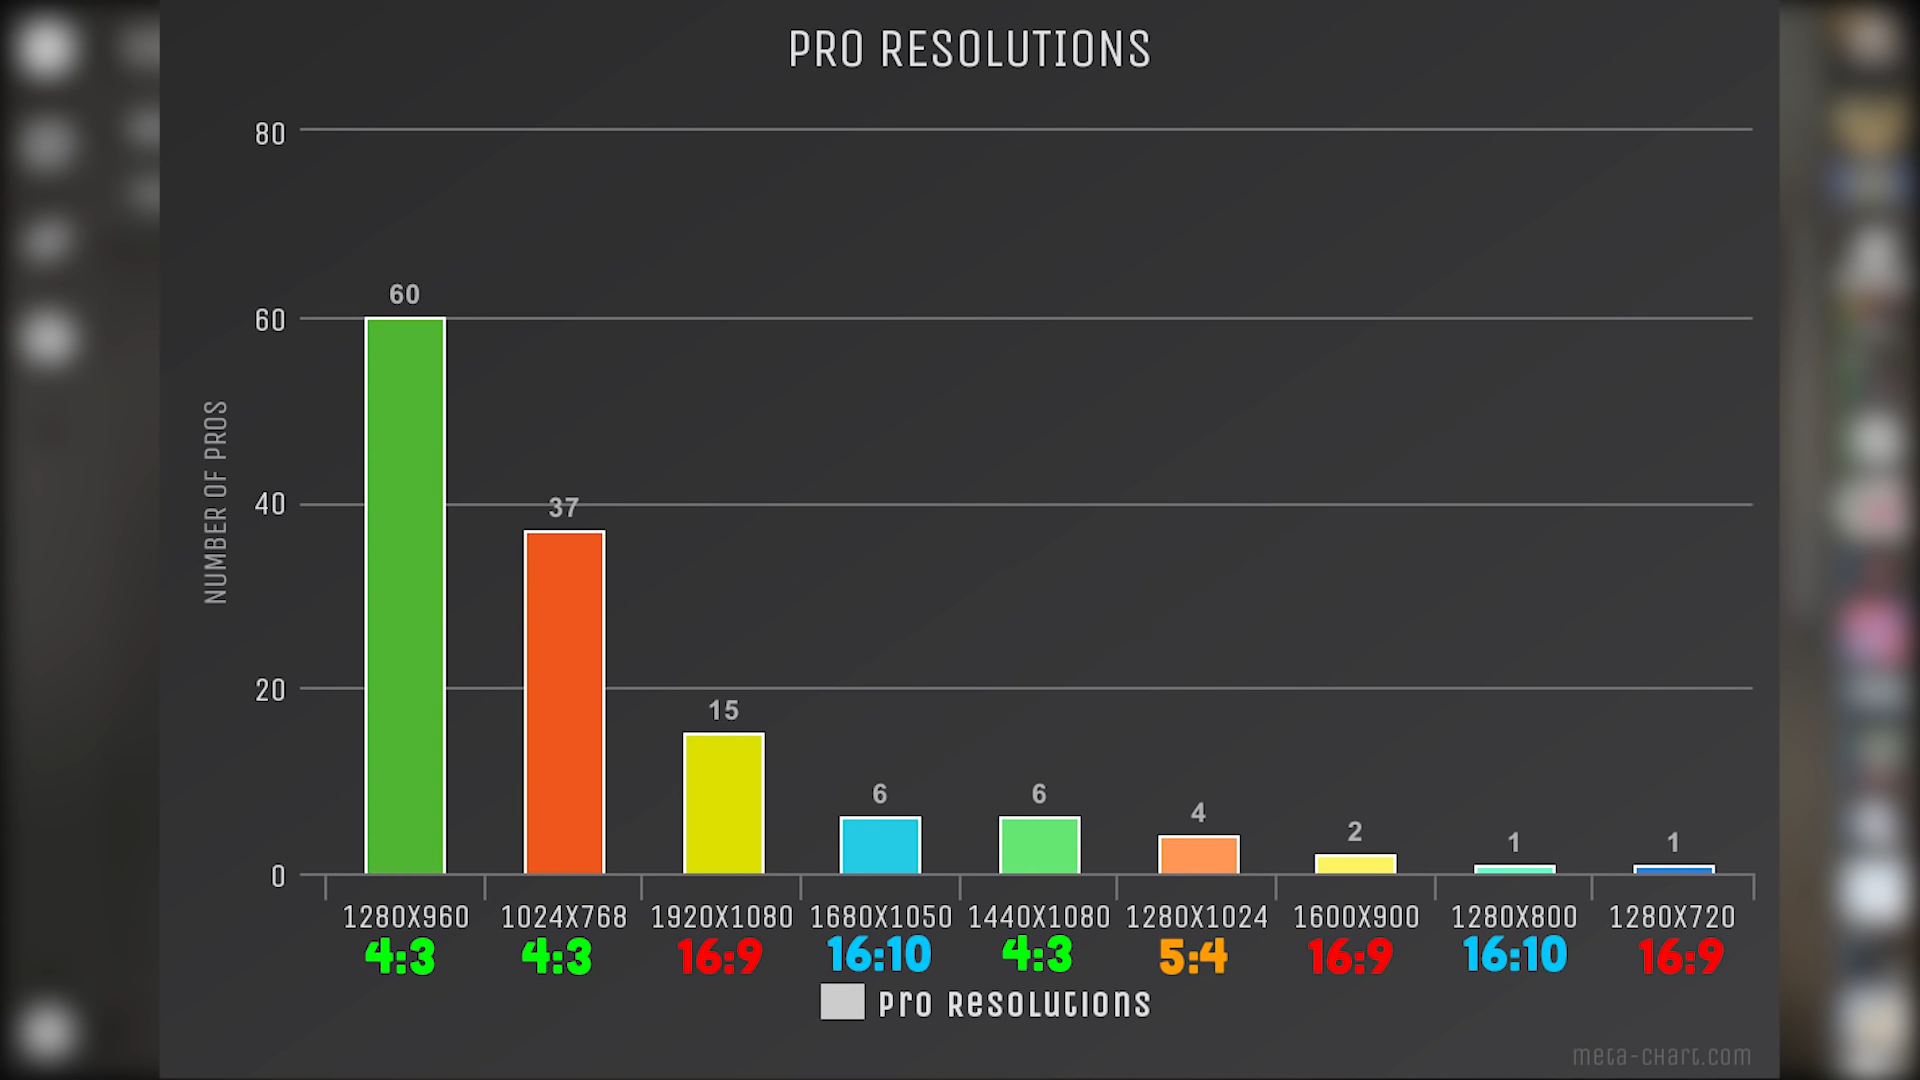 PRO RESOLUTIONS
80
60
40
20
0
NUMBER OF PROS
60
37
15
6
6
4
2
1
1
1280X960 1024X768 1920X1080 1680X1050 1440X1080 1280X1024 1600X900 1280X800 1280X720
4:3 4:3 16:9 16:10 4:3 5:4 16:9 16:10 16:9
Pro Resolutions
meta-chart.com